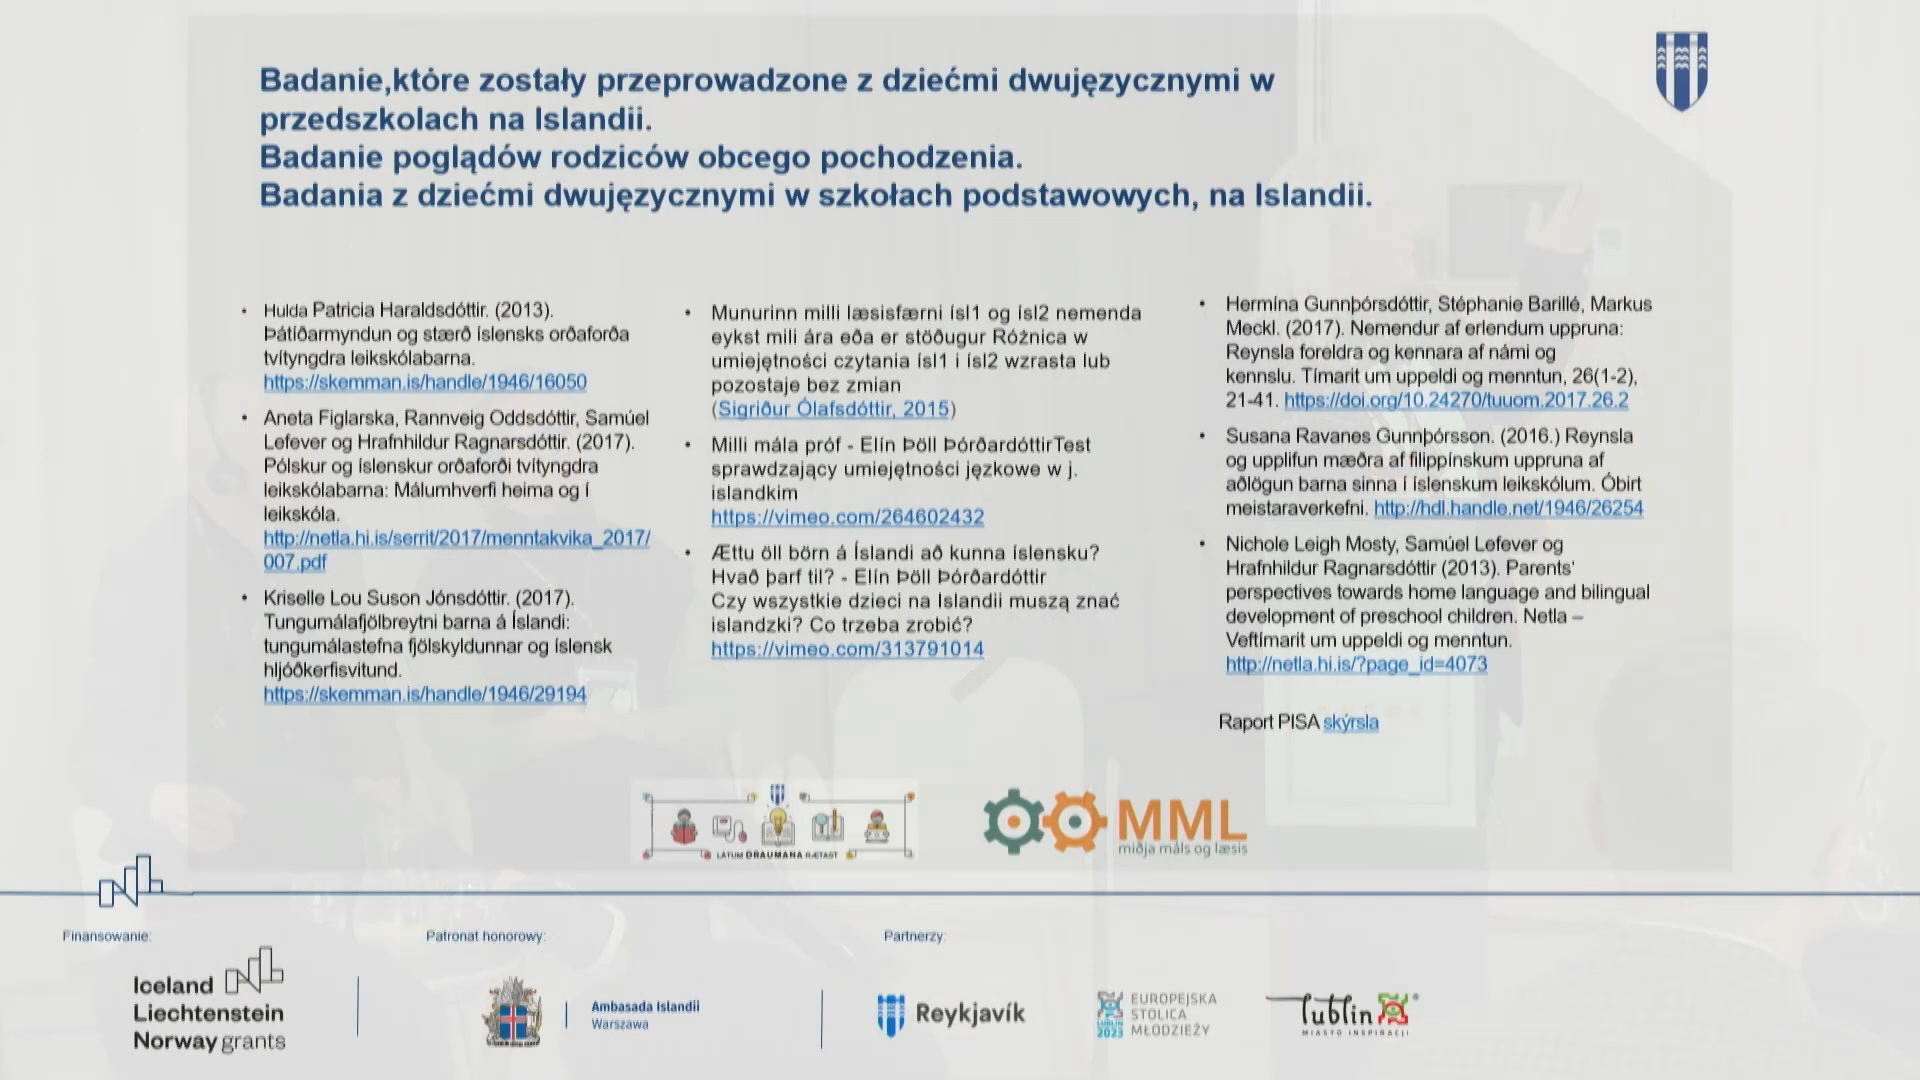 Badanie,które zostały przeprowadzone z dziećmi dwujęzycznymi w
przedszkolach na Islandii.
Badanie poglądów rodziców obcego pochodzenia.
Badania z dziećmi dwujęzycznymi w szkołach podstawowych, na Islandii.
• Hulda Patricia Haraldsdóttir. (2013).
Þátíðarmyndun og stærð íslensks orðaforða
tvítyngdra leikskólabarna.
https://skemman.is/handle/1946/16050
• Aneta Figlarska, Rannveig Oddsdóttir, Samúel
Lefever og Hrafnhildur Ragnarsdóttir. (2017).
Pólskur og íslenskur orðaforði tvítyngdra
leikskólabarna: Málumhverfi heima og í
leikskóla.
http://netla.hi.is/serrit/2017/menntakvika_2017/
007.pdf
• Kriselle Lou Suson Jónsdóttir. (2017).
Tungumálafjölbreytni barna á Íslandi:
tungumálastefna fjölskyldunnar og íslensk
hljóðkerfisvitund.
https://skemman.is/handle/1946/29194
• Munurinn milli læsisfærni ísl1 og ísl2 nemenda
eykst mili ára eða er stöðugur Różnica w
umiejętności czytania ísl1 i ísl2 wzrasta lub
pozostaje bez zmian
(Sigriður Ólafsdóttir, 2015)
• Milli mála próf - Elín Þöll ÞórðardóttirTest
sprawdzający umiejętności języko­we w j.
islandkim
https://vimeo.com/264602432
• Ættu öll börn á Íslandi að kunna íslensku?
Hvað þarf til? - Elín Þöll Þórðardóttir
Czy wszystkie dzieci na Islandii muszą znać
islandzki? Co trzeba zrobić?
https://vimeo.com/313791014
• Hermína Gunnþórsdóttir, Stéphanie Barillé, Markus
Meckl. (2017). Nemendur af erlendum uppruna:
Reynsla foreldra og kennara af námi og
kennslu. Tímarit um uppeldi og menntun, 26(1-2),
21-41. https://doi.org/10.24270/tuuom.2017.26.2
• Susana Ravanes Gunnþórsson. (2016.) Reynsla
og upplifun mæðra af filippínskum uppruna af
aðlögun barna sinna í íslenskum leikskólum. Óbirt
meistaraverkefni. http://hdl.handle.net/1946/26254
• Nichole Leigh Mosty, Samúel Lefever og
Hrafnhildur Ragnarsdóttir (2013). Parents'
perspectives towards home language and bilingual
development of preschool children. Netla –
Veftímarit um uppeldi og menntun.
http://netla.hi.is/?page_id=4073
Raport PISA skýrsla
LÁTUM DRAUMANA RÆTAST
MML
miðja máls og læsis
Finansowanie:
Patronat honorowy:
Partnerzy:
Iceland
Liechtenstein
Norway grants
Ambasada Islandii
Warszawa
Reykjavík
LUBLIN
2023
EUROPEJSKA
STOLICA
MŁODZIEŻY
lublin
MIASTO INSPIRACJI